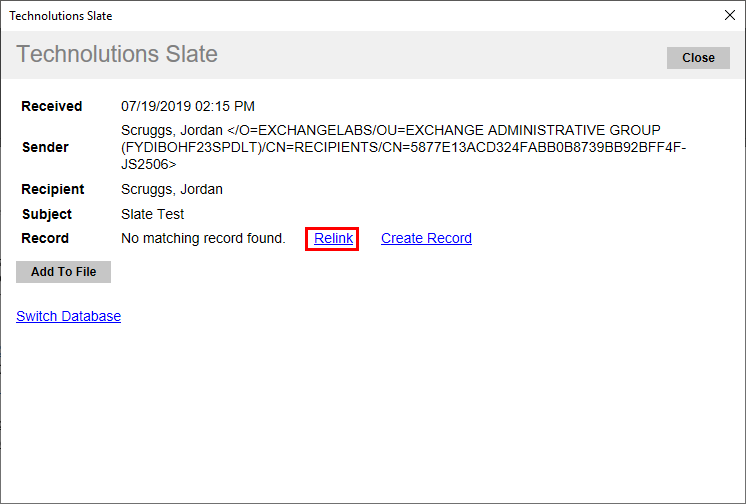 Technolutions Slate
Technolutions Slate
Close
Received 07/19/2019 02:15 PM
Scruggs, Jordan </O=EXCHANGELABS/OU=EXCHANGE ADMINISTRATIVE GROUP
Sender (FYDIBOHF23SPDLT)/CN=RECIPIENTS/CN=5877E13ACD324FABB0B8739BB92BFF4F-
JS2506>
Recipient Scruggs, Jordan
Subject Slate Test
Record No matching record found. Relink Create Record
Add To File
Switch Database